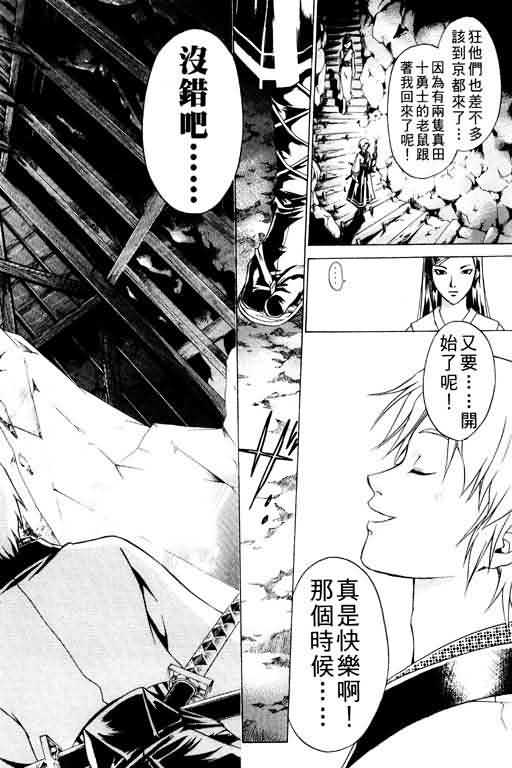 狂他們也差不多
該到京都來了…
因為有兩隻真田
十勇士的老鼠跟
著我回來了呢！
…
又要……開
始了呢！
真是快樂啊！
那個時候……
沒錯吧……